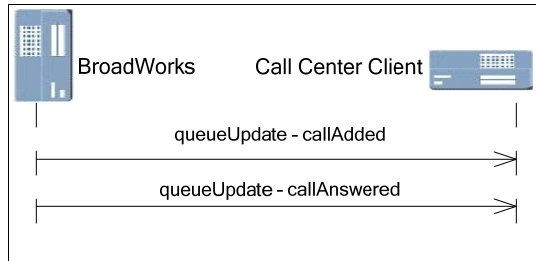 BroadWorks
Call Center Client
queueUpdate - callAdded
queueUpdate - callAnswered